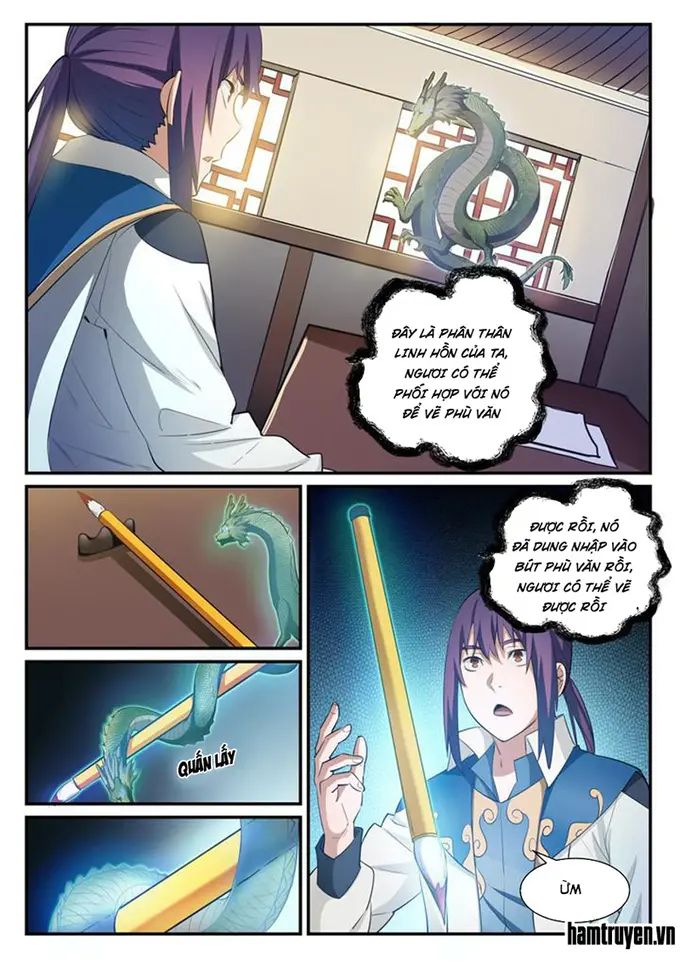 ĐÂY LÀ PHÂN THÂN
LINH HỒN CỦA TA,
NGƯƠI CÓ THỂ
PHỐI HỢP VỚI NÓ
ĐỂ VẼ PHÙ VĂN
ĐƯỢC RỒI, NÓ
ĐÃ DUNG NHẬP VÀO
BÚT PHÙ VĂN RỒI,
NGƯƠI CÓ THỂ VẼ
ĐƯỢC RỒI
QUẤN LẤY
ỪM
hamtruyen.vn